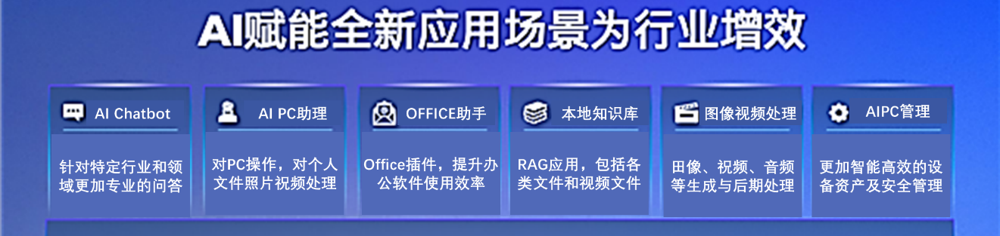 AI赋能全新应用场景为行业增效
AI Chatbot
针对特定行业和领
域更加专业的问答
AI PC助理
对PC操作，对个人
文件照片视频处理
OFFICE助手
Office插件，提升办
公软件使用效率
本地知识库
RAG应用，包括各
类文件和视频文件
图像视频处理
田像、祝频、音频
等生成与后期处理
AIPC管理
更加智能高效的设
备资产及安全管理